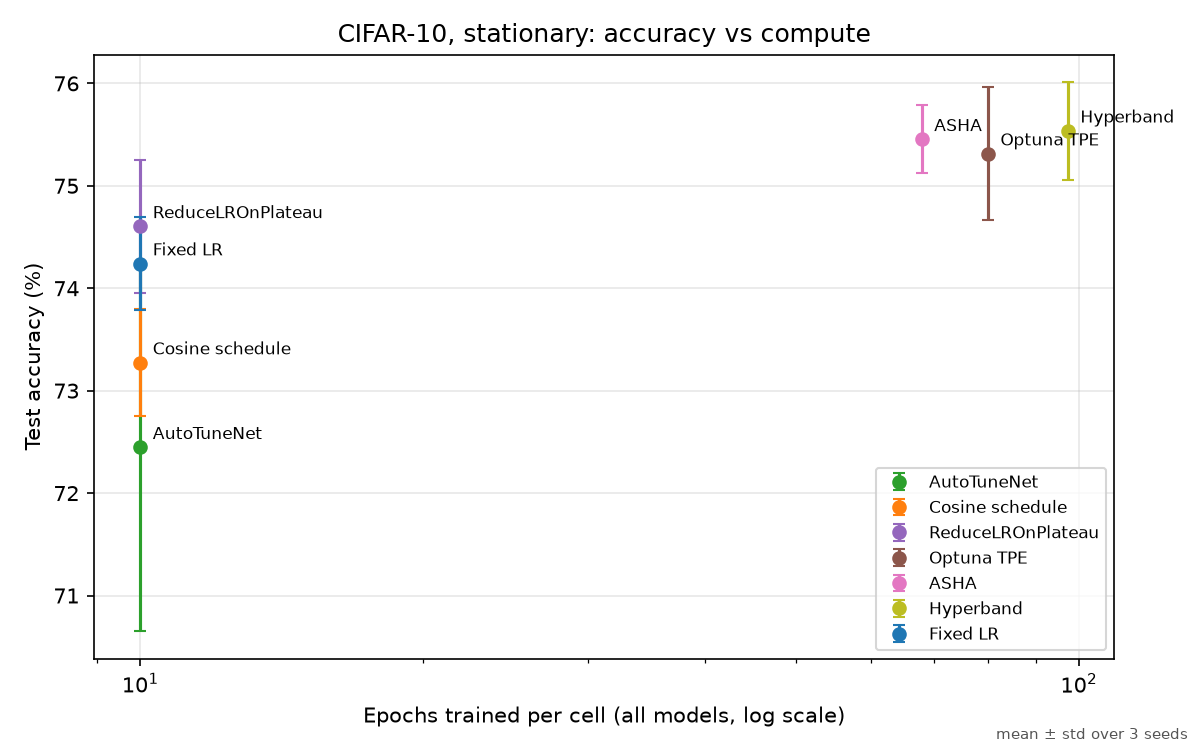 CIFAR-10, stationary: accuracy vs compute
Test accuracy (%)
76
75
74
73
72
71
Hyperband
ASHA
Optuna TPE
ReduceLROnPlateau
Fixed LR
Cosine schedule
AutoTuneNet
AutoTuneNet
Cosine schedule
ReduceLROnPlateau
Optuna TPE
ASHA
Hyperband
Fixed LR
10¹
10²
Epochs trained per cell (all models, log scale)
mean ± std over 3 seeds